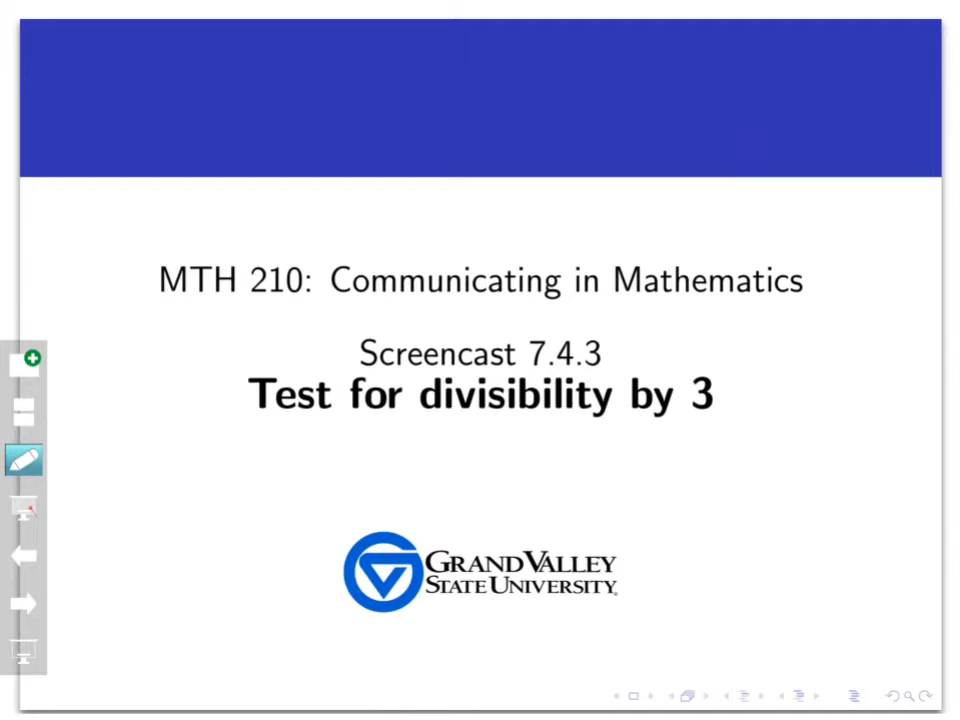 MTH 210: Communicating in Mathematics
Screencast 7.4.3
Test for divisibility by 3
GRAND VALLEY
STATE UNIVERSITY